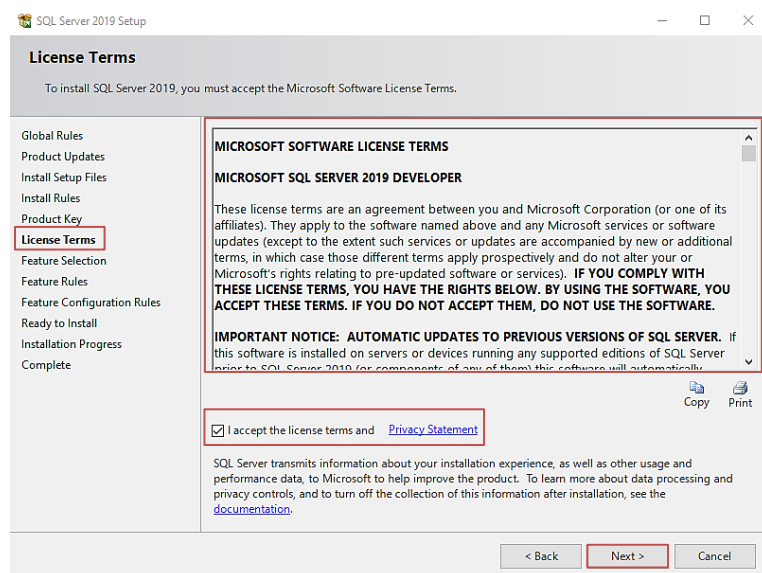 SQL Server 2019 Setup
License Terms
To install SQL Server 2019, you must accept the Microsoft Software License Terms.
Global Rules
Product Updates
Install Setup Files
Install Rules
Product Key
License Terms
Feature Selection
Feature Rules
Feature Configuration Rules
Ready to Install
Installation Progress
Complete
MICROSOFT SOFTWARE LICENSE TERMS
MICROSOFT SQL SERVER 2019 DEVELOPER
These license terms are an agreement between you and Microsoft Corporation (or one of its
affiliates). They apply to the software named above and any Microsoft services or software
updates (except to the extent such services or updates are accompanied by new or additional
terms, in which case those different terms apply prospectively and do not alter your or
Microsoft's rights relating to pre-updated software or services). IF YOU COMPLY WITH
THESE LICENSE TERMS, YOU HAVE THE RIGHTS BELOW. BY USING THE SOFTWARE, YOU
ACCEPT THESE TERMS. IF YOU DO NOT ACCEPT THEM, DO NOT USE THE SOFTWARE.
IMPORTANT NOTICE: AUTOMATIC UPDATES TO PREVIOUS VERSIONS OF SQL SERVER. If
this software is installed on servers or devices running any supported editions of SQL Server
prior to SQL Server 2019 (or components of any of them) this software will automatically
Copy
Print
I accept the license terms and Privacy Statement
SQL Server transmits information about your installation experience, as well as other usage and
performance data, to Microsoft to help improve the product. To learn more about data processing and
privacy controls, and to turn off the collection of this information after installation, see the
documentation.
< Back
Next >
Cancel